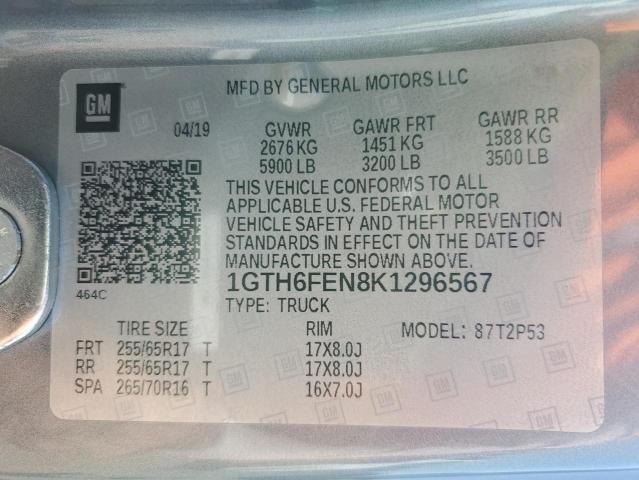 MFD BY GENERAL MOTORS LLC
GM
04/19 GVWR GAWR FRT GAWR RR
2676 KG 1451 KG 1588 KG
5900 LB 3200 LB 3500 LB
THIS VEHICLE CONFORMS TO ALL
APPLICABLE U.S. FEDERAL MOTOR
VEHICLE SAFETY AND THEFT PREVENTION
STANDARDS IN EFFECT ON THE DATE OF
MANUFACTURE SHOWN ABOVE.
464C
1GTH6FEN8K1296567
TYPE: TRUCK
TIRE SIZE RIM MODEL: 87T2P53
FRT 255/65R17 T 17X8.0J
RR 255/65R17 T 17X8.0J
SPA 265/70R16 T 16X7.0J